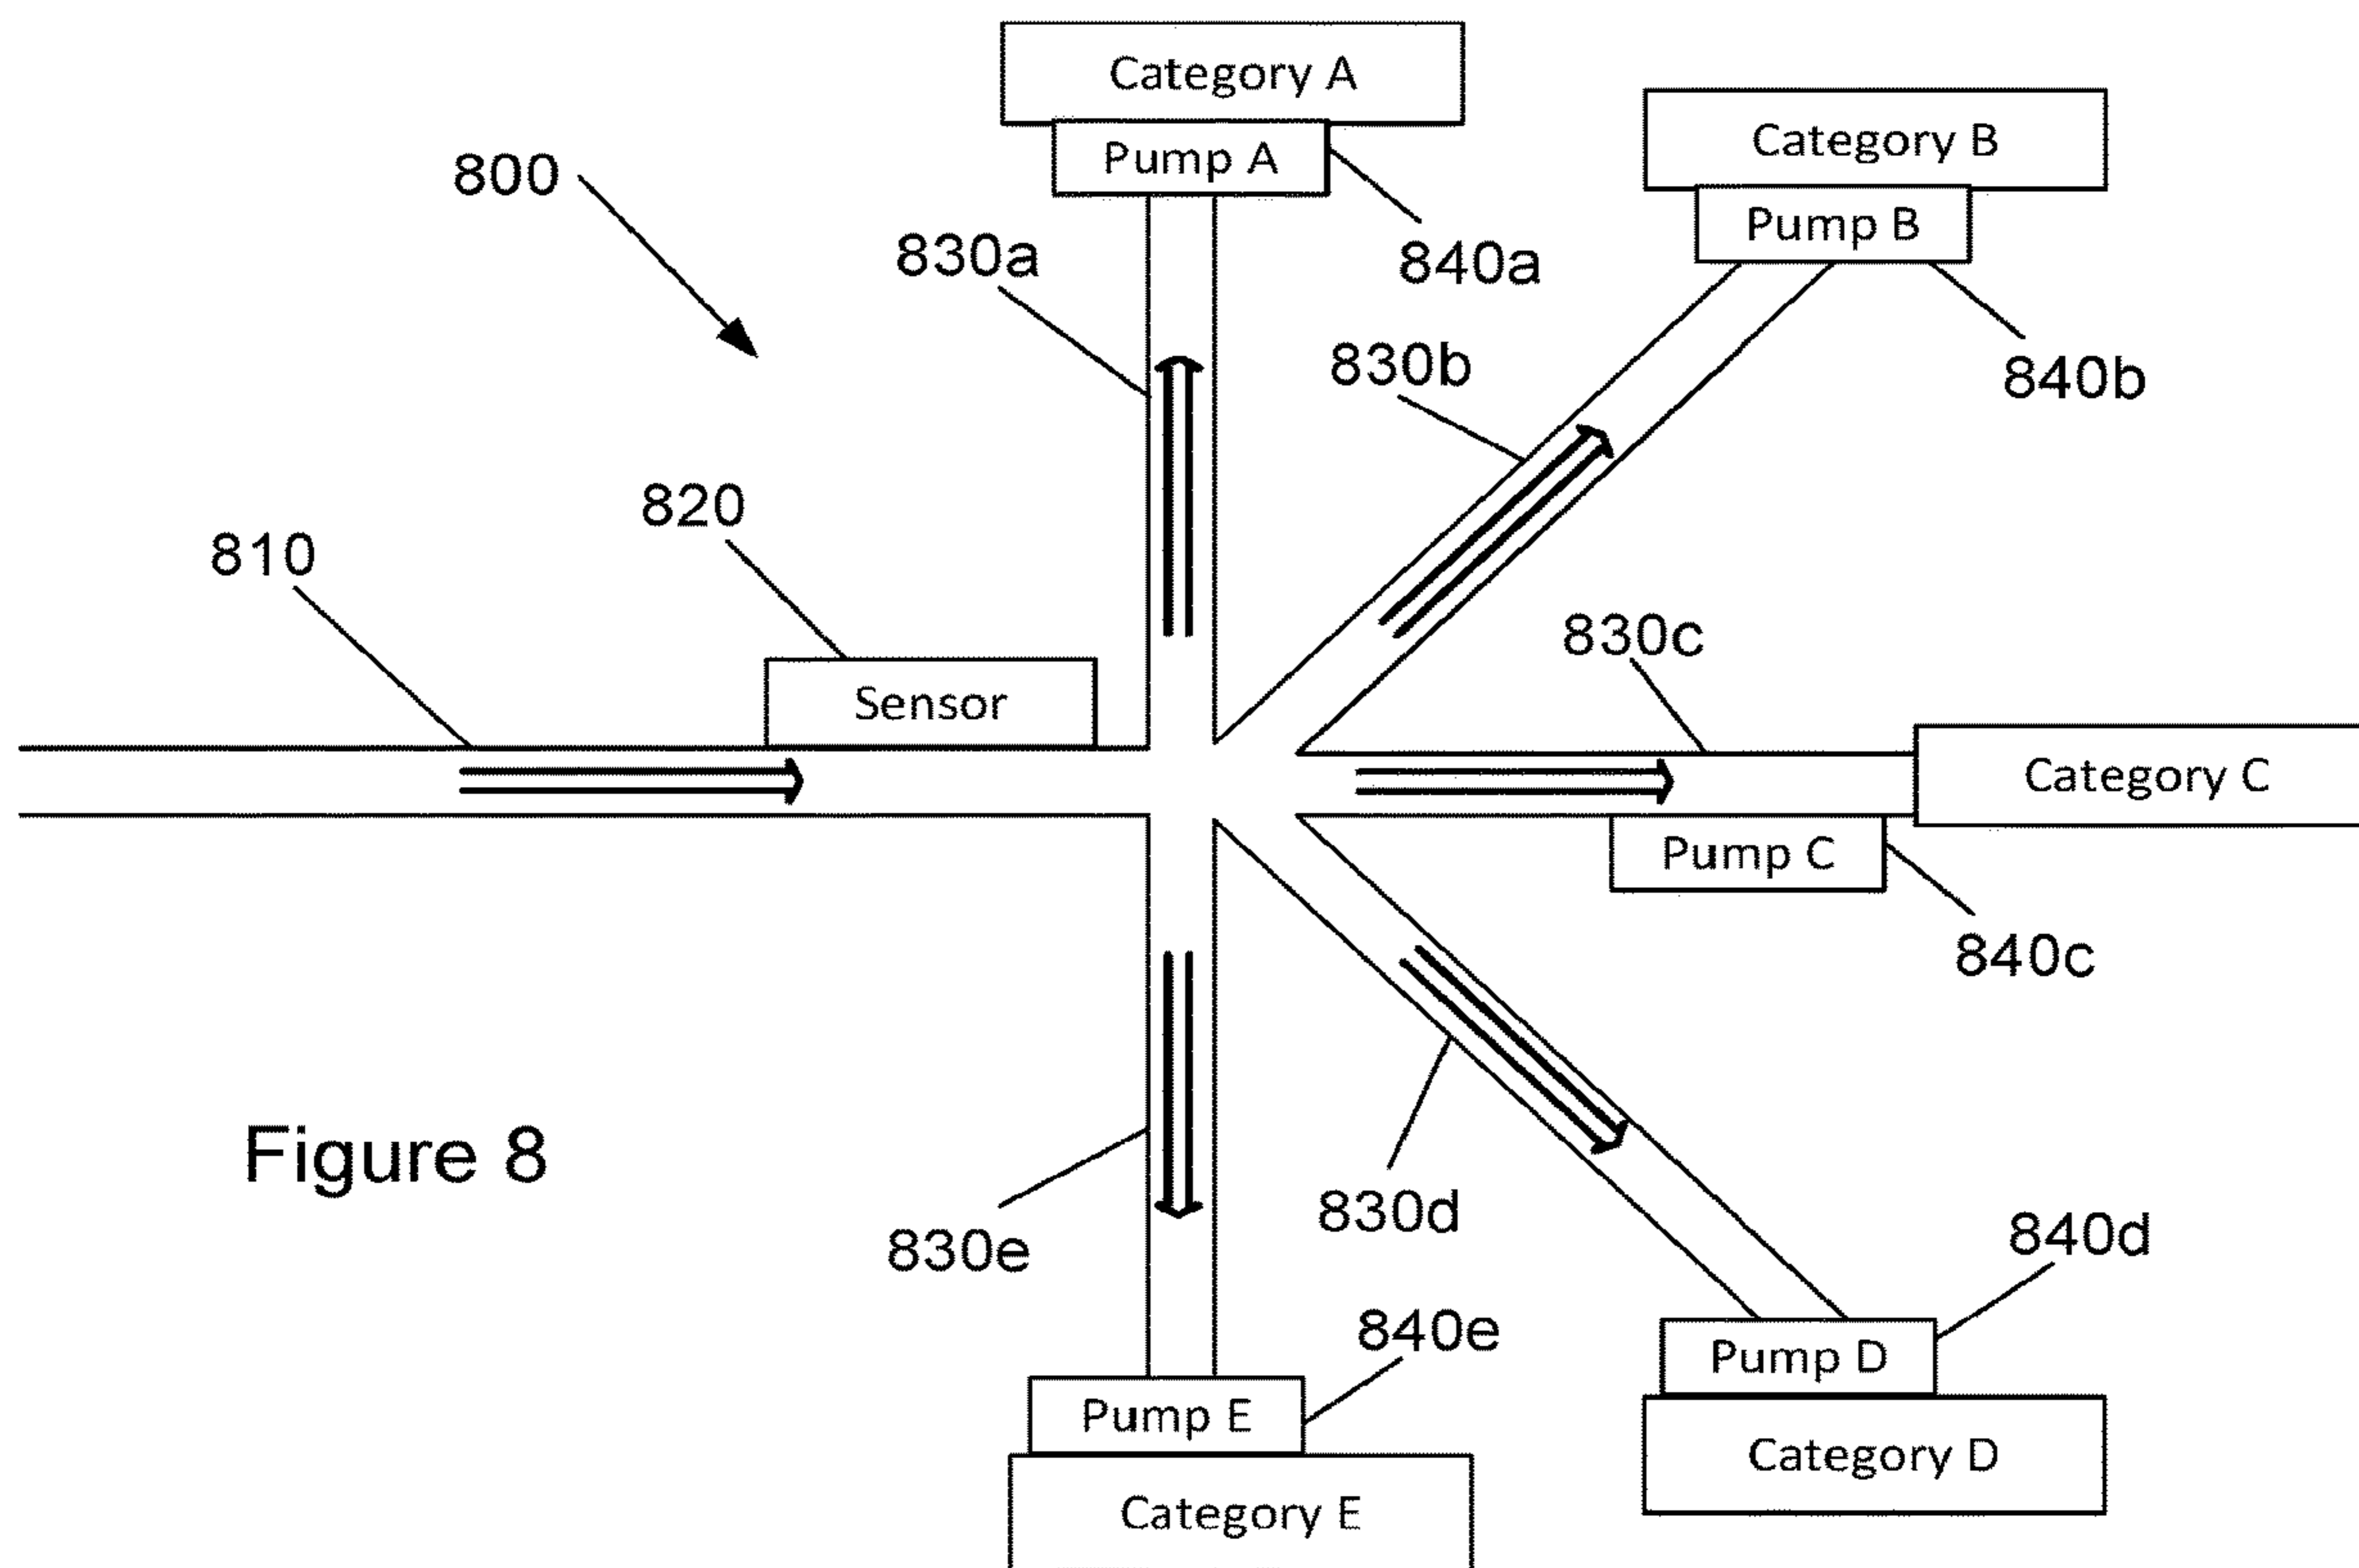 Category A
Pump A
Category B
800
Pump B
830a
840a
830b
840b
820
810
830c
Sensor
Category C
Pump C
840c
Figure 8
830d
830e
840d
840e
Pump D
Pump E
Category D
Category E